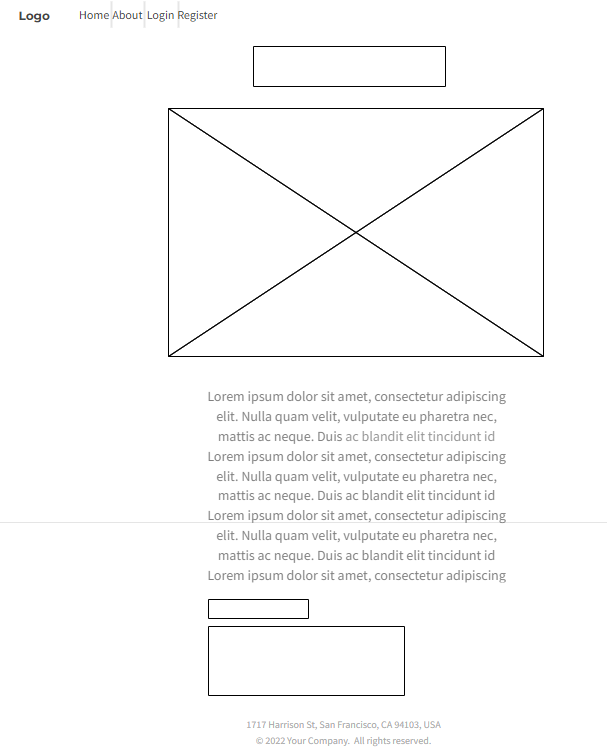 Logo
Home About Login Register
Lorem ipsum dolor sit amet, consectetur adipiscing
elit. Nulla quam velit, vulputate eu pharetra nec,
mattis ac neque. Duis ac blandit elit tincidunt id
Lorem ipsum dolor sit amet, consectetur adipiscing
elit. Nulla quam velit, vulputate eu pharetra nec,
mattis ac neque. Duis ac blandit elit tincidunt id
Lorem ipsum dolor sit amet, consectetur adipiscing
elit. Nulla quam velit, vulputate eu pharetra nec,
mattis ac neque. Duis ac blandit elit tincidunt id
Lorem ipsum dolor sit amet, consectetur adipiscing
1717 Harrison St, San Francisco, CA 94103, USA
© 2022 Your Company. All rights reserved.